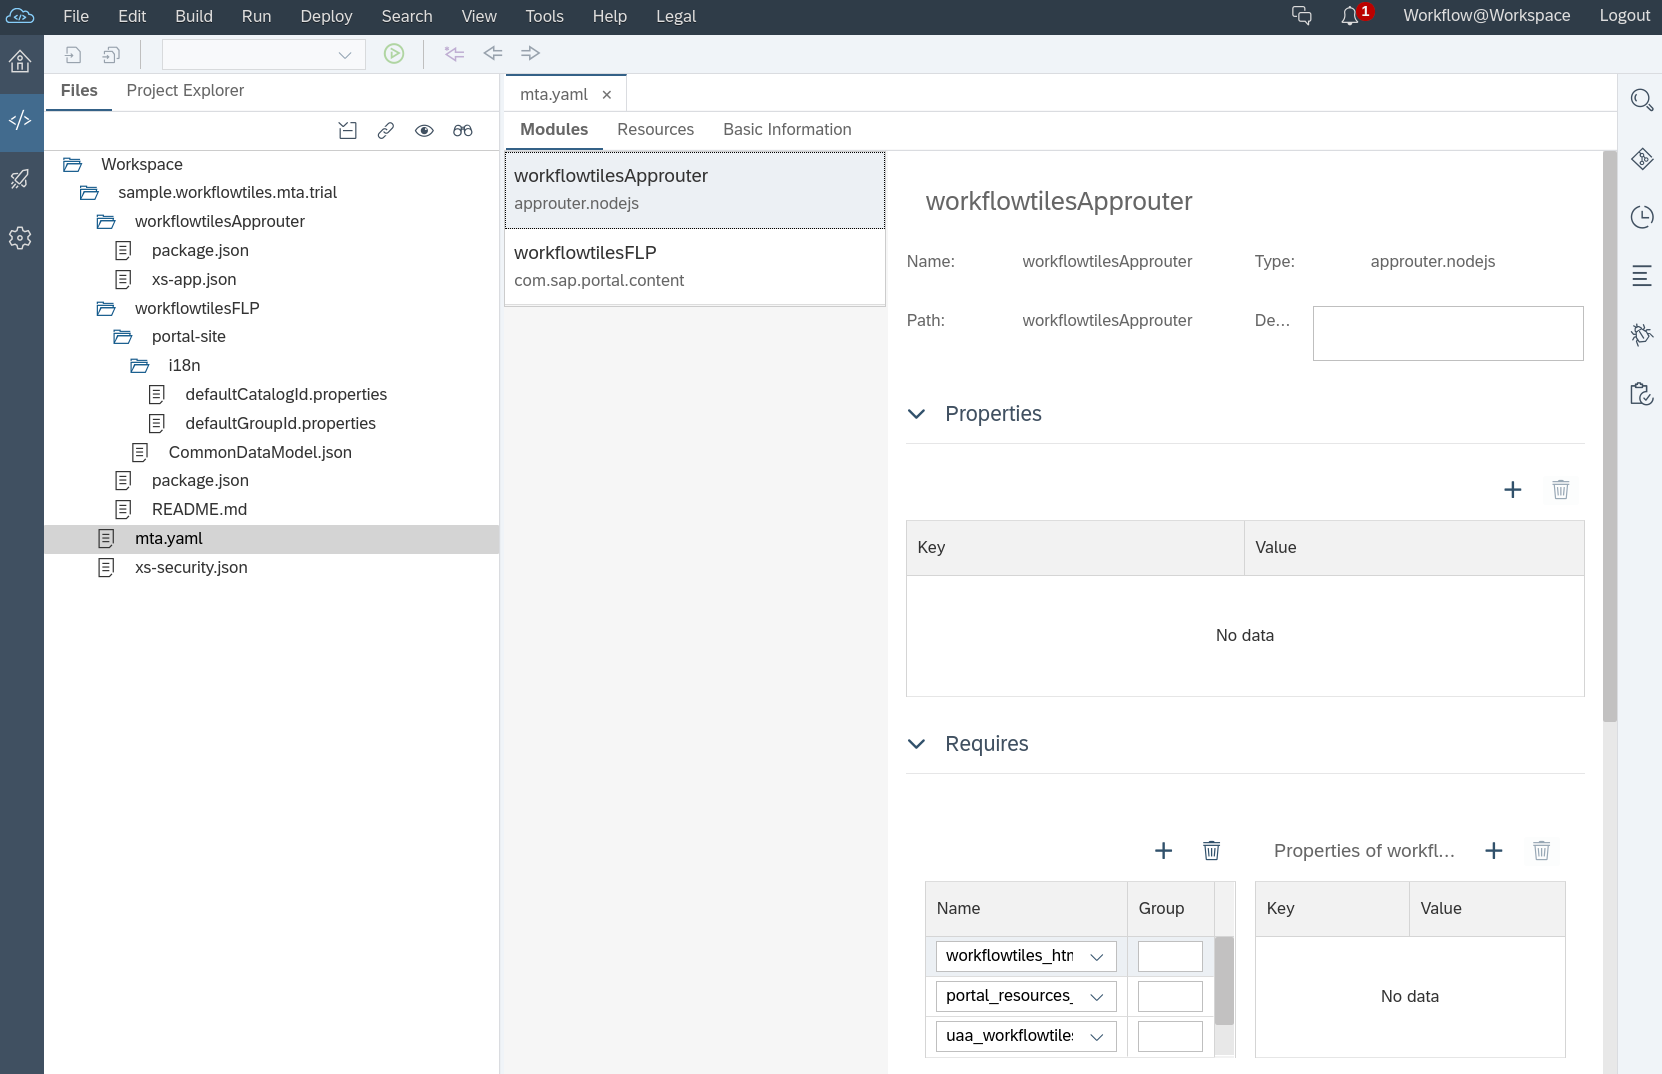 File Edit Build Run Deploy Search View Tools Help Legal 1 Workflow@Workspace Logout
Files Project Explorer
mta.yaml ×
Modules Resources Basic Information
Workspace
sample.workflowtiles.mta.trial
workflowtilesApprouter
package.json
xs-app.json
workflowtilesFLP
portal-site
i18n
defaultCatalogId.properties
defaultGroupId.properties
CommonDataModel.json
package.json
README.md
mta.yaml
xs-security.json
workflowtilesApprouter
approuter.nodejs
workflowtilesFLP
com.sap.portal.content
workflowtilesApprouter
Name: workflowtilesApprouter Type: approuter.nodejs
Path: workflowtilesApprouter De...
Properties
Key Value
No data
Requires
Properties of workfl...
Name Group
workflowtiles_htm
portal_resources_
uaa_workflowtiles
Key Value
No data